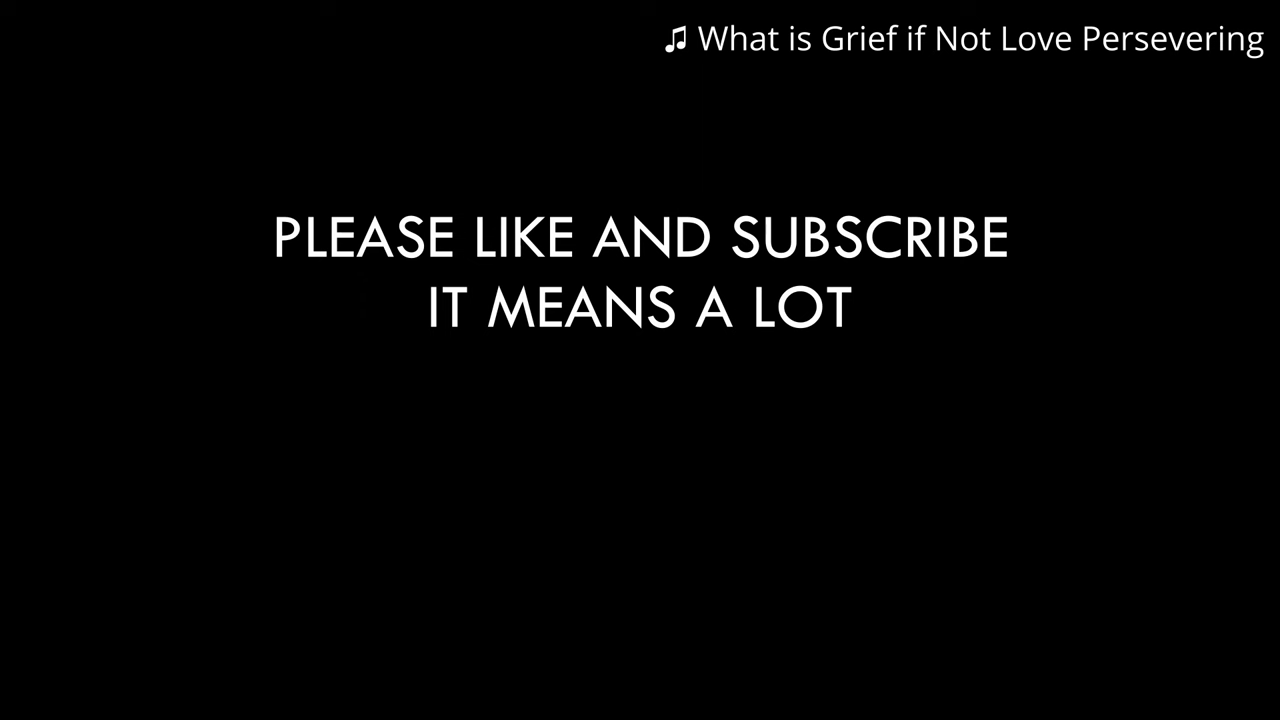 ♫ What is Grief if Not Love Persevering
PLEASE LIKE AND SUBSCRIBE
IT MEANS A LOT